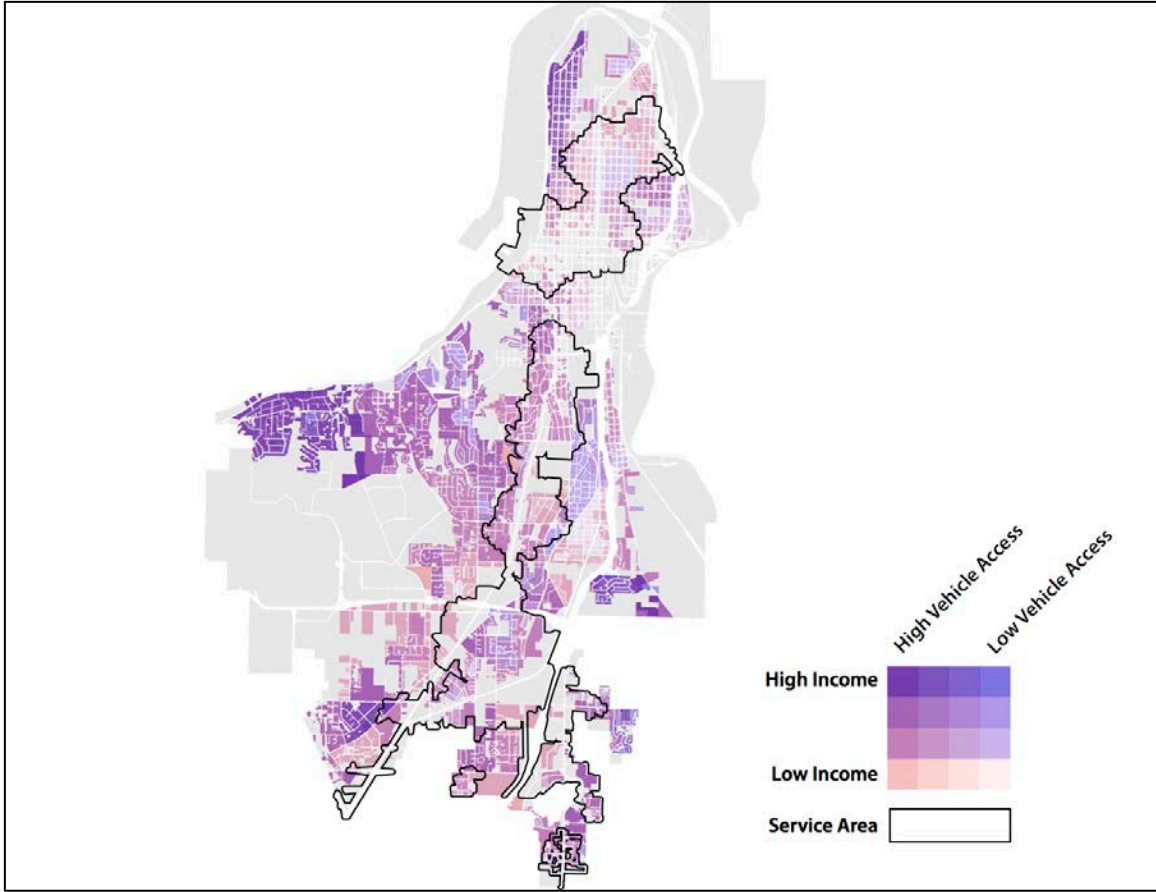 High Vehicle Access
Low Vehicle Access
High Income
Low Income
Service Area